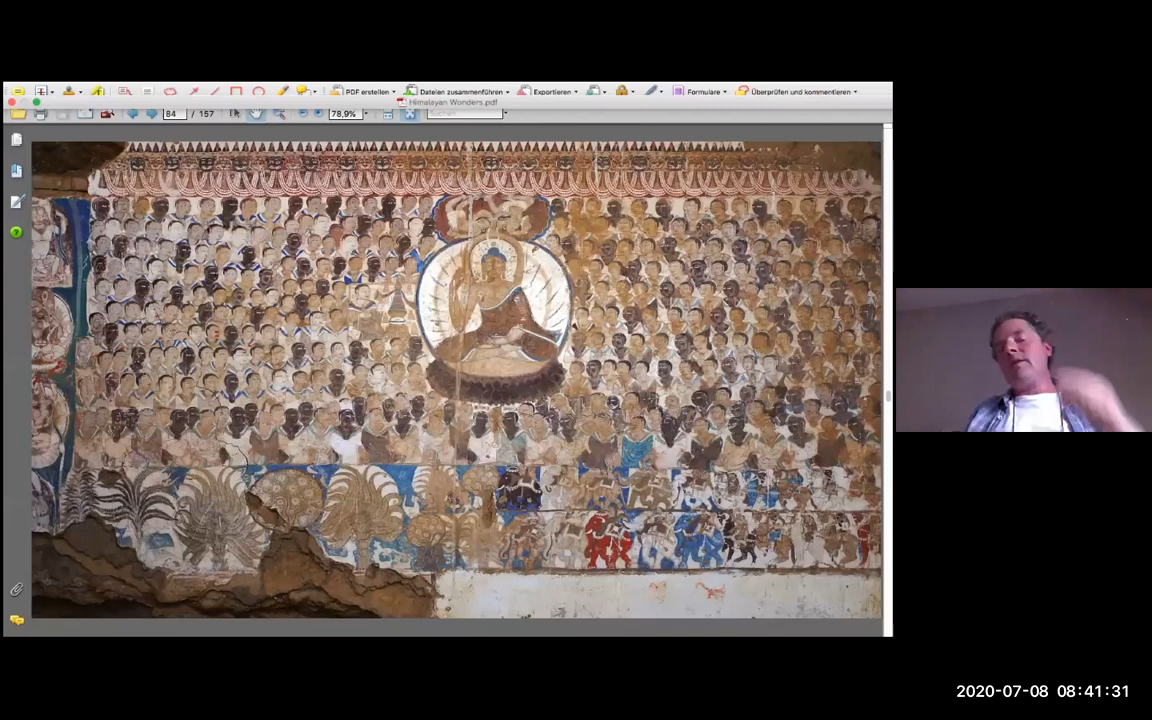 PDF erstellen Dateien zusammenführen Exportieren Formulare Überprüfen und kommentieren
Himalayan Wonders.pdf
84 / 157 78,9%
2020-07-08 08:41:31